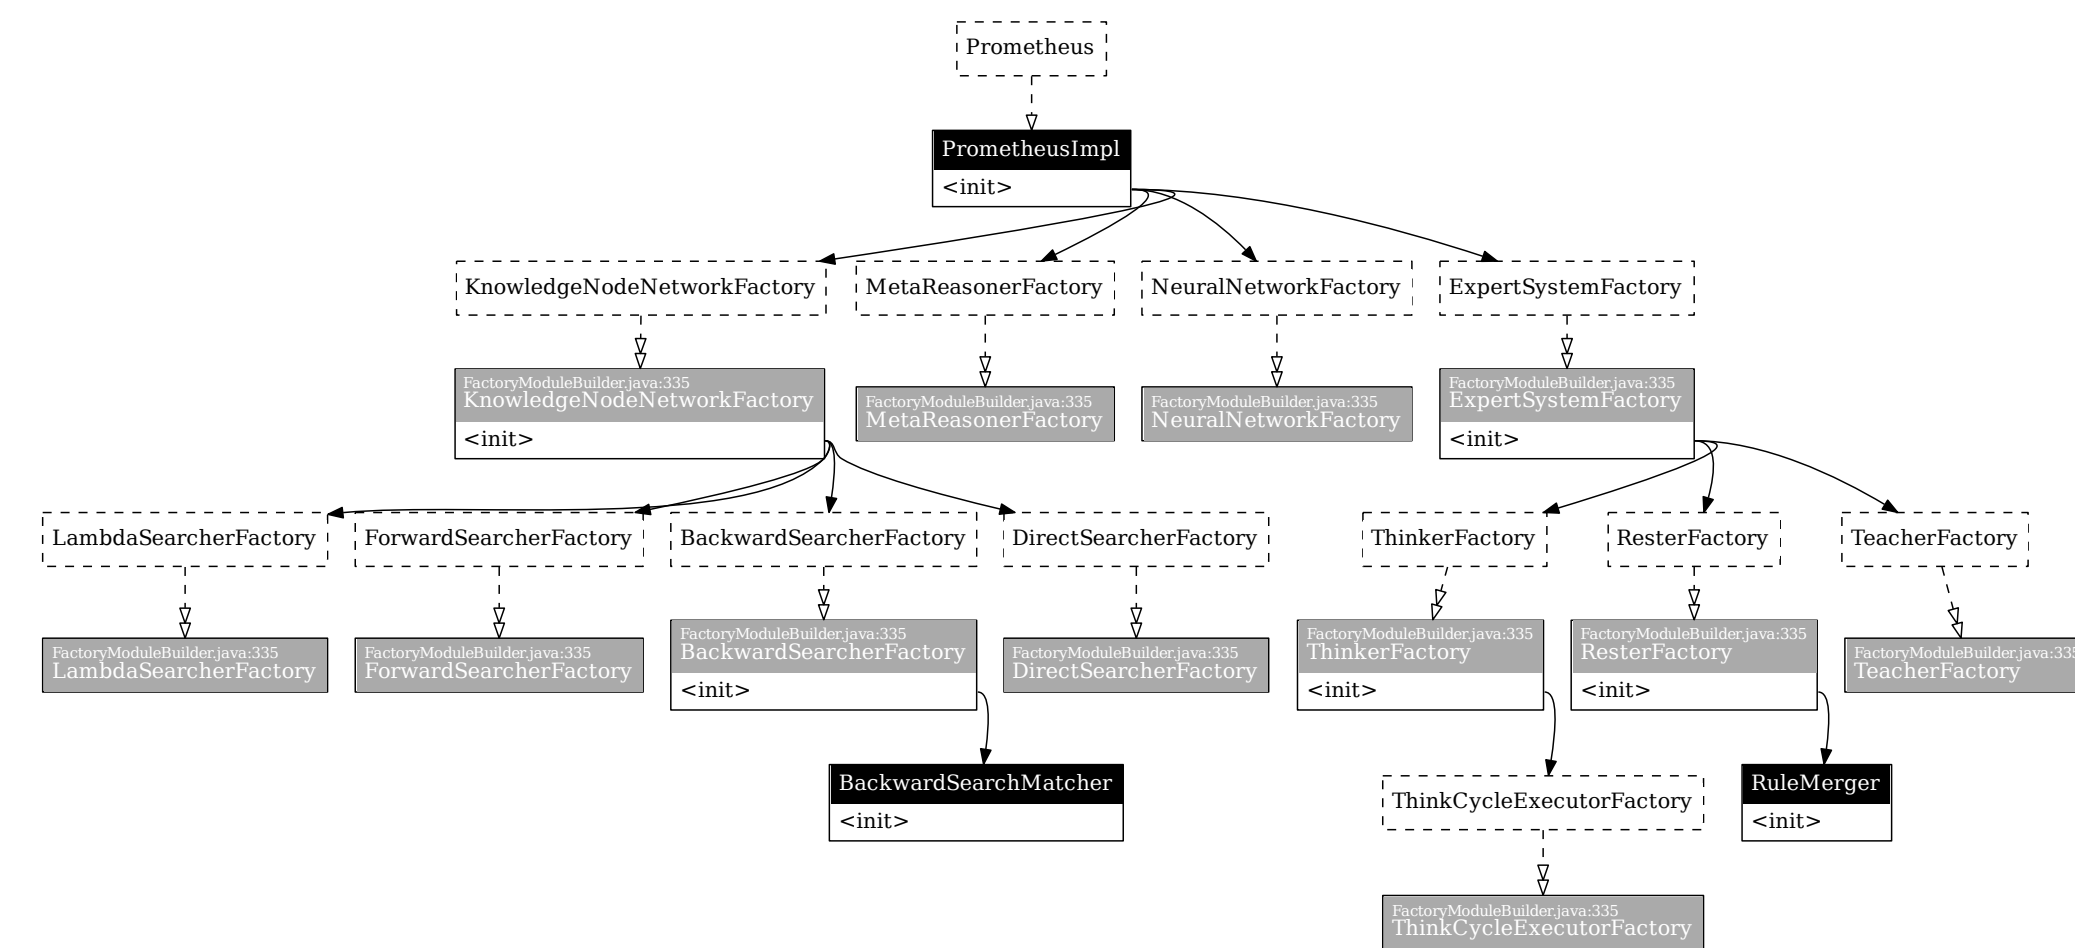 Prometheus
PrometheusImpl
<init>
KnowledgeNodeNetworkFactory
MetaReasonerFactory
NeuralNetworkFactory
ExpertSystemFactory
FactoryModuleBuilder.java:335
KnowledgeNodeNetworkFactory
<init>
FactoryModuleBuilder.java:335
MetaReasonerFactory
FactoryModuleBuilder.java:335
NeuralNetworkFactory
FactoryModuleBuilder.java:335
ExpertSystemFactory
<init>
LambdaSearcherFactory
ForwardSearcherFactory
BackwardSearcherFactory
DirectSearcherFactory
ThinkerFactory
ResterFactory
TeacherFactory
FactoryModuleBuilder.java:335
LambdaSearcherFactory
FactoryModuleBuilder.java:335
ForwardSearcherFactory
FactoryModuleBuilder.java:335
BackwardSearcherFactory
<init>
FactoryModuleBuilder.java:335
DirectSearcherFactory
FactoryModuleBuilder.java:335
ThinkerFactory
<init>
FactoryModuleBuilder.java:335
ResterFactory
<init>
FactoryModuleBuilder.java:335
TeacherFactory
BackwardSearchMatcher
<init>
ThinkCycleExecutorFactory
RuleMerger
<init>
FactoryModuleBuilder.java:335
ThinkCycleExecutorFactory